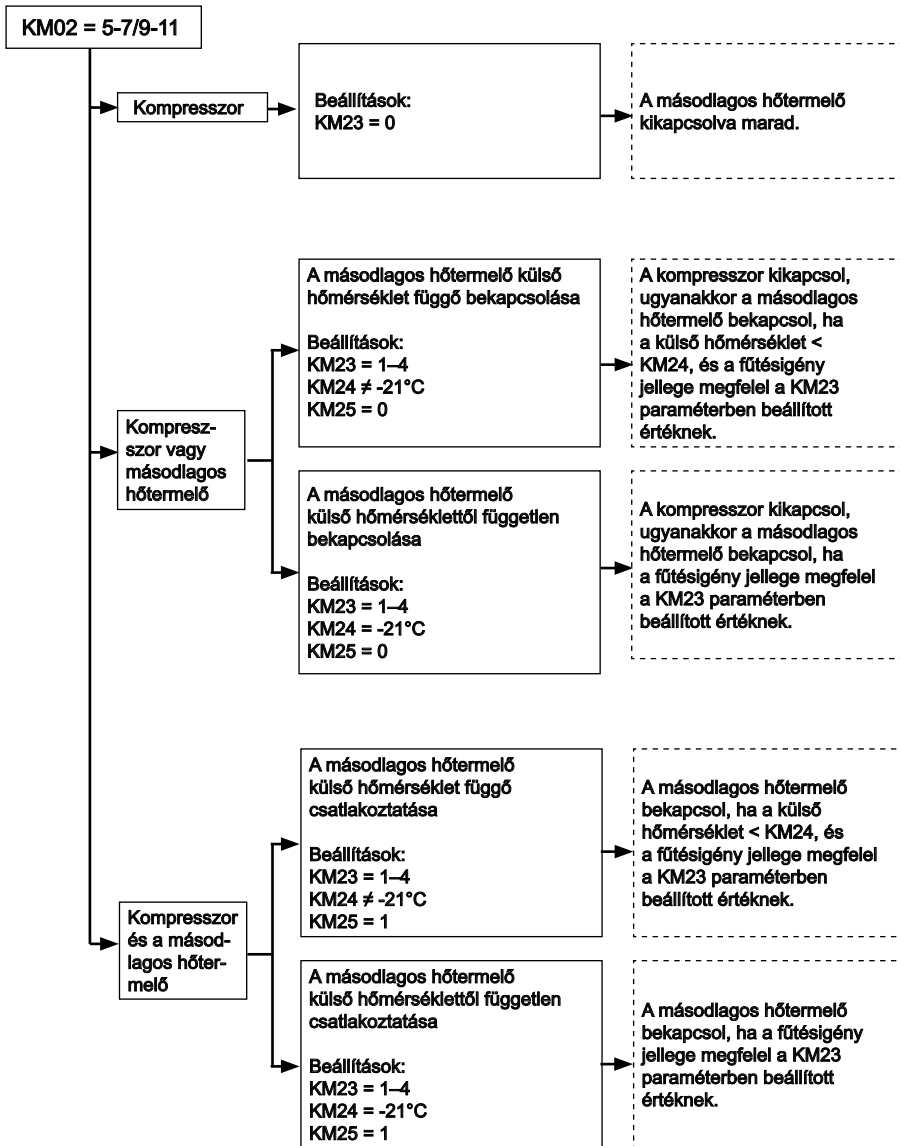 KM02 = 5-7/9-11
Kompresszor
Beállítások:
KM23 = 0
A másodlagos hőtermelő
kikapcsolva marad.
Kompresz-
szor vagy
másodlagos
hőtermelő
A másodlagos hőtermelő külső
hőmérséklet függő bekapcsolása
Beállítások:
KM23 = 1–4
KM24 ≠ -21°C
KM25 = 0
A kompresszor kikapcsol,
ugyanakkor a másodlagos
hőtermelő bekapcsol, ha
a külső hőmérséklet <
KM24, és a fűtésigény
jellege megfelel a KM23
paraméterben beállított
értéknek.
A másodlagos hőtermelő
külső hőmérséklettől független
bekapcsolása
Beállítások:
KM23 = 1–4
KM24 = -21°C
KM25 = 0
A kompresszor kikapcsol,
ugyanakkor a másodlagos
hőtermelő bekapcsol, ha
a fűtésigény jellege megfelel
a KM23 paraméterben
beállított értéknek.
Kompresszor
és a másod-
lagos hőter-
melő
A másodlagos hőtermelő
külső hőmérséklet függő
csatlakoztatása
Beállítások:
KM23 = 1–4
KM24 ≠ -21°C
KM25 = 1
A másodlagos hőtermelő
bekapcsol, ha a külső
hőmérséklet < KM24, és
a fűtésigény jellege megfelel
a KM23 paraméterben
beállított értéknek.
A másodlagos hőtermelő
külső hőmérséklettől független
csatlakoztatása
Beállítások:
KM23 = 1–4
KM24 = -21°C
KM25 = 1
A másodlagos hőtermelő
bekapcsol, ha a fűtésigény
jellege megfelel a KM23
paraméterben beállított
értéknek.